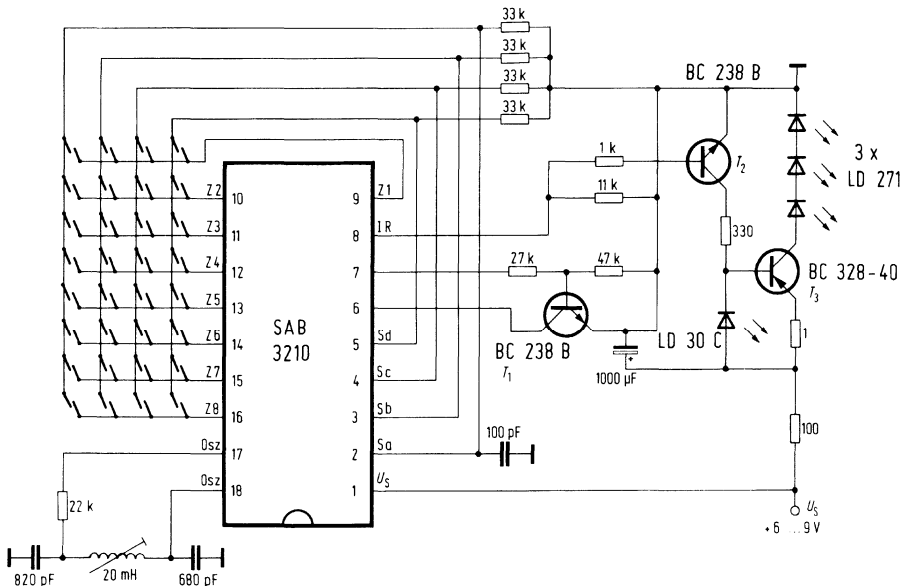 33 k
33 k
33 k
33 k
BC 238 B
T2
3 x
LD 271
1 k
11 k
330
BC 328-40
T3
27 k
47 k
BC 238 B
T1
LD 30 C
1
1000 µF
+
100
SAB
3210
Z2 10
Z3 11
Z4 12
Z5 13
Z6 14
Z7 15
Z8 16
Osz 17
Osz 18
9 Z1
8 IR
7
6
5 Sd
4 Sc
3 Sb
2 Sa
1 US
100 pF
22 k
820 pF
20 mH
680 pF
US
+6 ...9 V